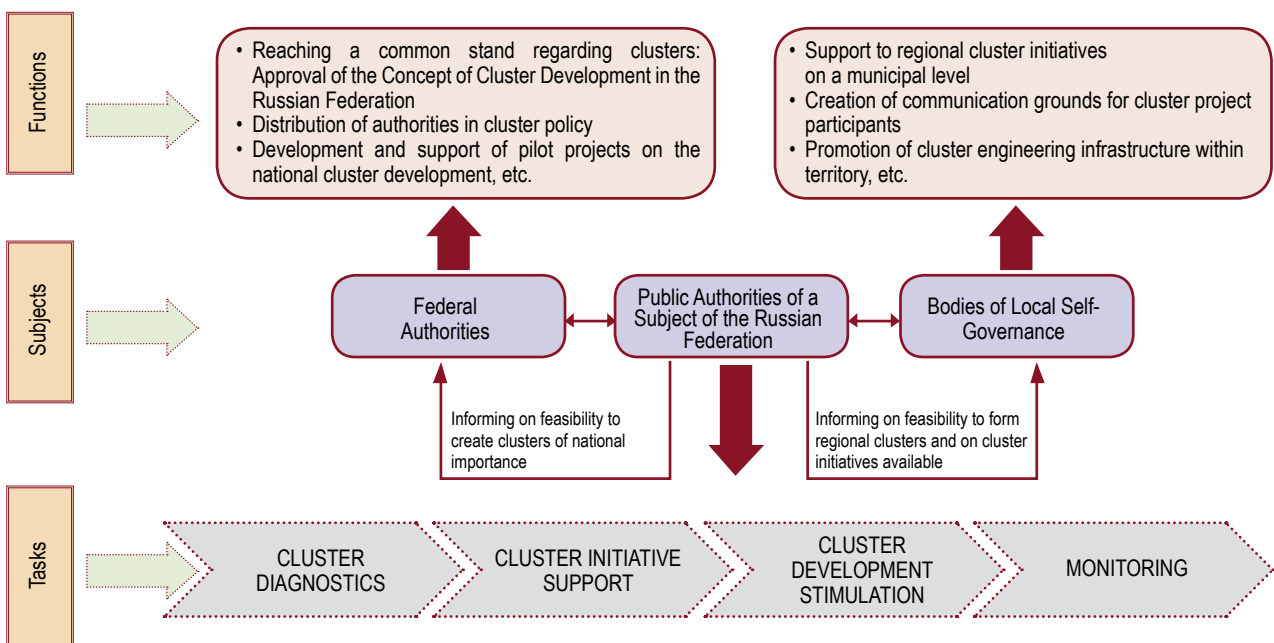 Functions
• Reaching a common stand regarding clusters:
Approval of the Concept of Cluster Development in the
Russian Federation
• Distribution of authorities in cluster policy
• Development and support of pilot projects on the
national cluster development, etc.
• Support to regional cluster initiatives
on a municipal level
• Creation of communication grounds for cluster project
participants
• Promotion of cluster engineering infrastructure within
territory, etc.
Subjects
Federal
Authorities
Public Authorities of a
Subject of the Russian
Federation
Bodies of Local Self-
Governance
Informing on feasibility to
create clusters of national
importance
Informing on feasibility to form
regional clusters and on cluster
initiatives available
Tasks
CLUSTER
DIAGNOSTICS
CLUSTER INITIATIVE
SUPPORT
CLUSTER
DEVELOPMENT
STIMULATION
MONITORING